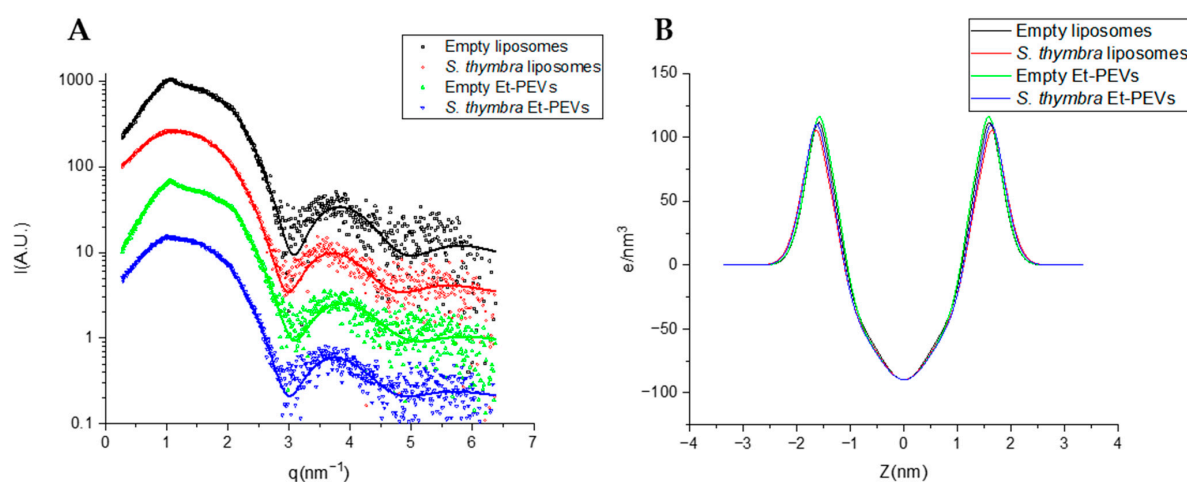 A
Empty liposomes
S. thymbra liposomes
Empty Et-PEVs
S. thymbra Et-PEVs
1000
100
10
1
0.1
I(A.U.)
0 1 2 3 4 5 6 7
q(nm⁻¹)
B
Empty liposomes
S. thymbra liposomes
Empty Et-PEVs
S. thymbra Et-PEVs
150
100
50
0
−50
−100
e/nm³
−4 −3 −2 −1 0 1 2 3 4
Z(nm)